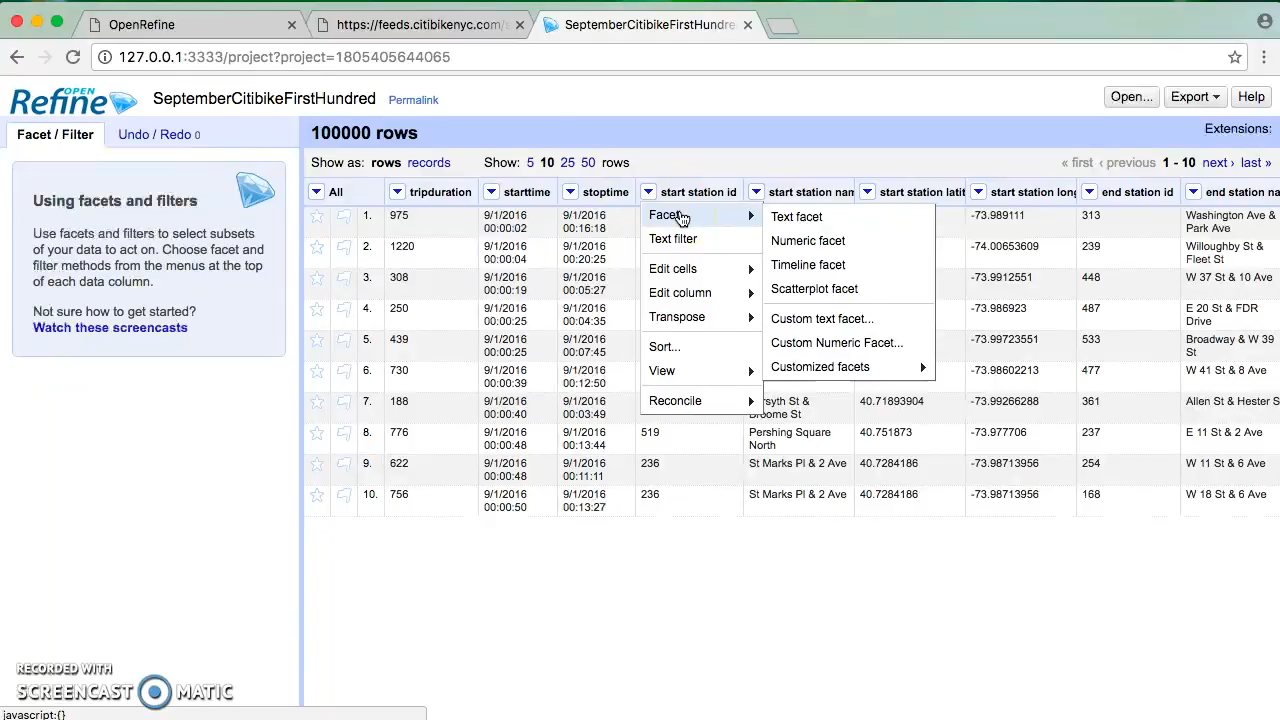 OpenRefine
https://feeds.citibikenyc.com/s
SeptemberCitibikeFirstHundre
127.0.0.1:3333/project?project=1805405644065
OPEN Refine
SeptemberCitibikeFirstHundred Permalink
Open... Export Help
Facet / Filter Undo / Redo 0
100000 rows
Extensions:
Show as: rows records Show: 5 10 25 50 rows
« first ‹ previous 1 - 10 next › last »
Using facets and filters
Use facets and filters to select subsets
of your data to act on. Choose facet and
filter methods from the menus at the top
of each data column.
Not sure how to get started?
Watch these screencasts
All tripduration starttime stoptime start station id start station nam start station latit start station long end station id end station na
1. 975 9/1/2016 9/1/2016 -73.989111 313 Washington Ave &
00:00:02 00:16:18 Park Ave
2. 1220 9/1/2016 9/1/2016 -74.00653609 239 Willoughby St &
00:00:04 00:20:25 Fleet St
3. 308 9/1/2016 9/1/2016 -73.9912551 448 W 37 St & 10 Ave
00:00:19 00:05:27
4. 250 9/1/2016 9/1/2016 -73.986923 487 E 20 St & FDR
00:00:25 00:04:35 Drive
5. 439 9/1/2016 9/1/2016 -73.99723551 533 Broadway & W 39
00:00:25 00:07:45 St
6. 730 9/1/2016 9/1/2016 -73.98602213 477 W 41 St & 8 Ave
00:00:39 00:12:50
7. 188 9/1/2016 9/1/2016 rsyth St & 40.71893904 -73.99266288 361 Allen St & Hester S
00:00:40 00:03:49 Broome St
8. 776 9/1/2016 9/1/2016 519 Pershing Square 40.751873 -73.977706 237 E 11 St & 2 Ave
00:00:48 00:13:44 North
9. 622 9/1/2016 9/1/2016 236 St Marks Pl & 2 Ave 40.7284186 -73.98713956 254 W 11 St & 6 Ave
00:00:48 00:11:11
10. 756 9/1/2016 9/1/2016 236 St Marks Pl & 2 Ave 40.7284186 -73.98713956 168 W 18 St & 6 Ave
00:00:50 00:13:27
Facet
Text filter
Edit cells
Edit column
Transpose
Sort...
View
Reconcile
Text facet
Numeric facet
Timeline facet
Scatterplot facet
Custom text facet...
Custom Numeric Facet...
Customized facets
RECORDED WITH
SCREENCAST MATIC
javascript:{}